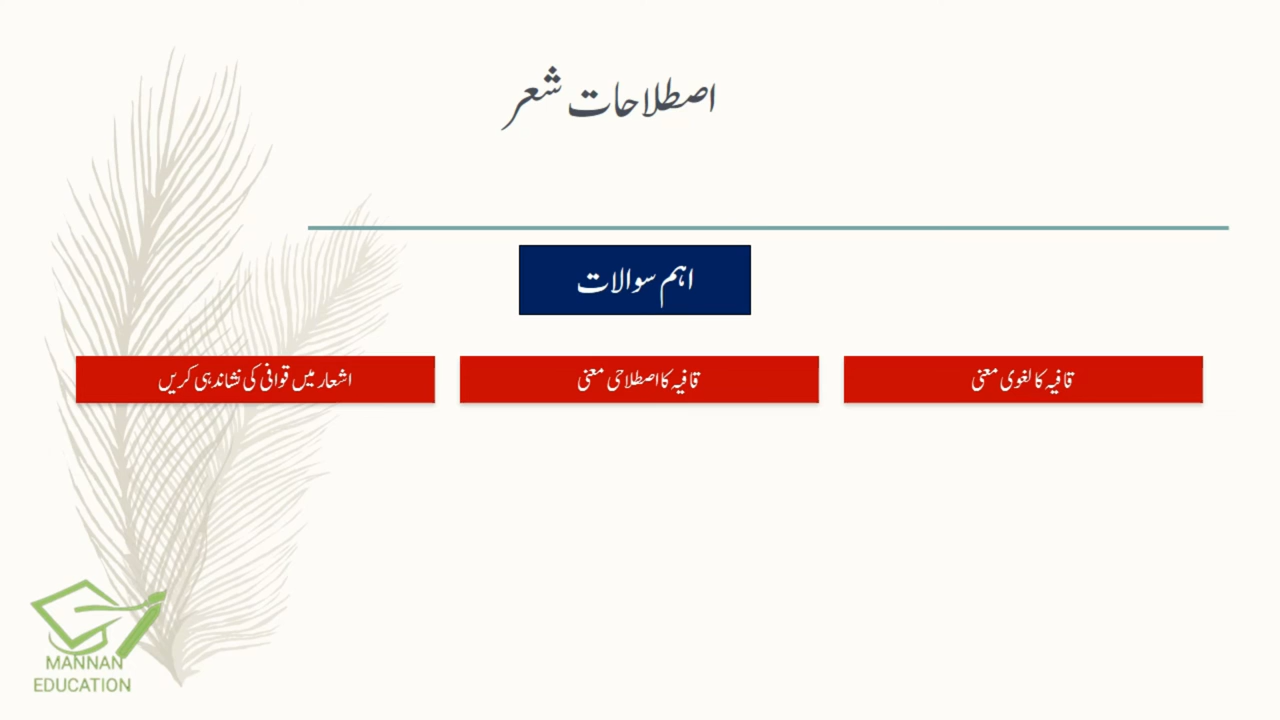 اصطلاحات شعر
اہم سوالات
قافیہ کا لغوی معنی
قافیہ کا اصطلاحی معنی
اشعار میں قوافی کی نشاندہی کریں
MANNAN
EDUCATION